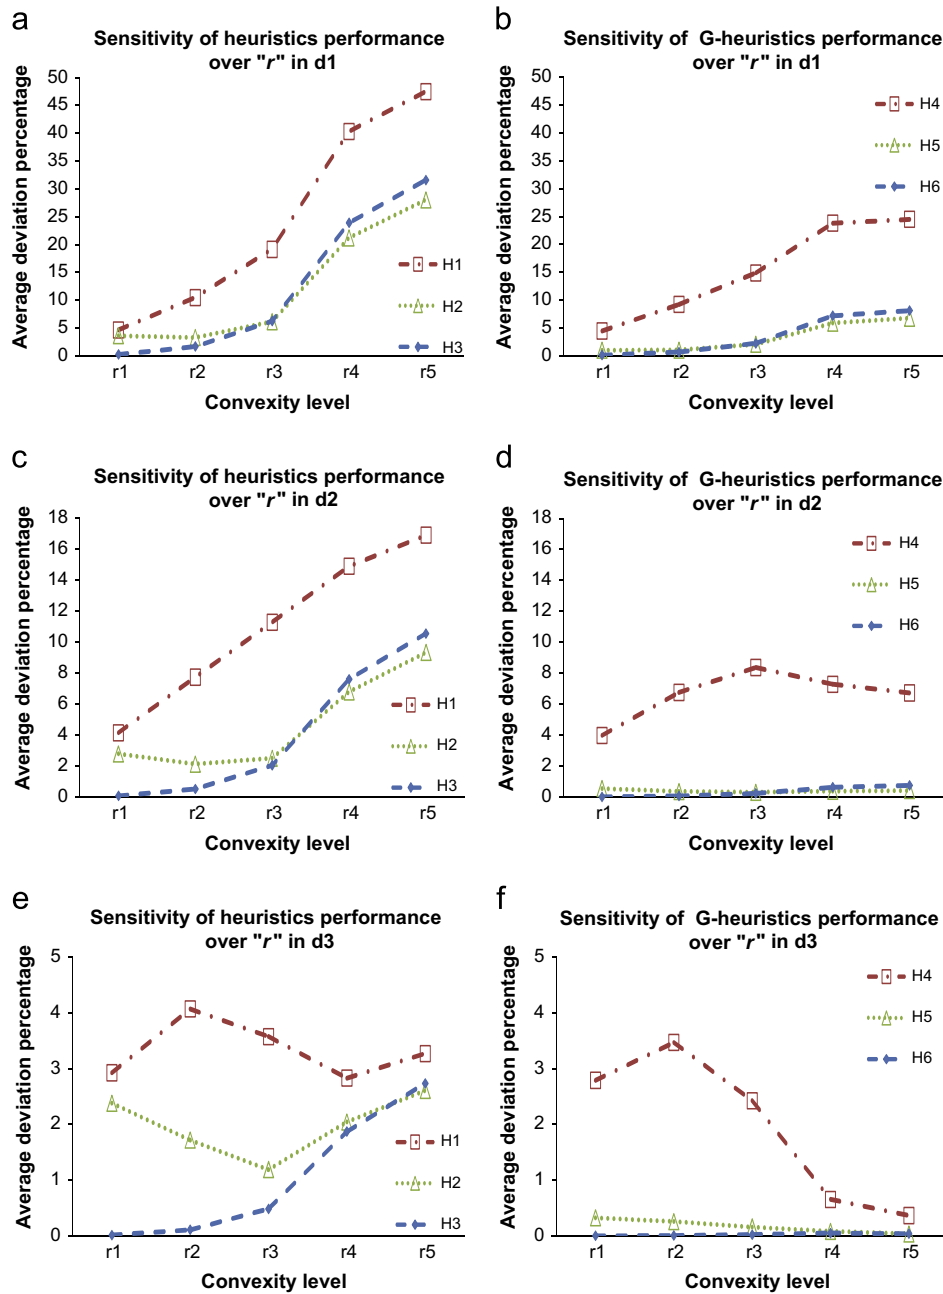 a
Sensitivity of heuristics performance
over "r" in d1
Average deviation percentage
50
45
40
35
30
25
20
15
10
5
0
H1
H2
H3
r1 r2 r3 r4 r5
Convexity level
b
Sensitivity of G-heuristics performance
over "r" in d1
Average deviation percentage
50
45
40
35
30
25
20
15
10
5
0
H4
H5
H6
r1 r2 r3 r4 r5
Convexity level
c
Sensitivity of heuristics performance
over "r" in d2
Average deviation percentage
18
16
14
12
10
8
6
4
2
0
H1
H2
H3
r1 r2 r3 r4 r5
Convexity level
d
Sensitivity of G-heuristics performance
over "r" in d2
Average deviation percentage
18
16
14
12
10
8
6
4
2
0
H4
H5
H6
r1 r2 r3 r4 r5
Convexity level
e
Sensitivity of heuristics performance
over "r" in d3
Average deviation percentage
5
4
3
2
1
0
H1
H2
H3
r1 r2 r3 r4 r5
Convexity level
f
Sensitivity of G-heuristics performance
over "r" in d3
Average deviation percentage
5
4
3
2
1
0
H4
H5
H6
r1 r2 r3 r4 r5
Convexity level